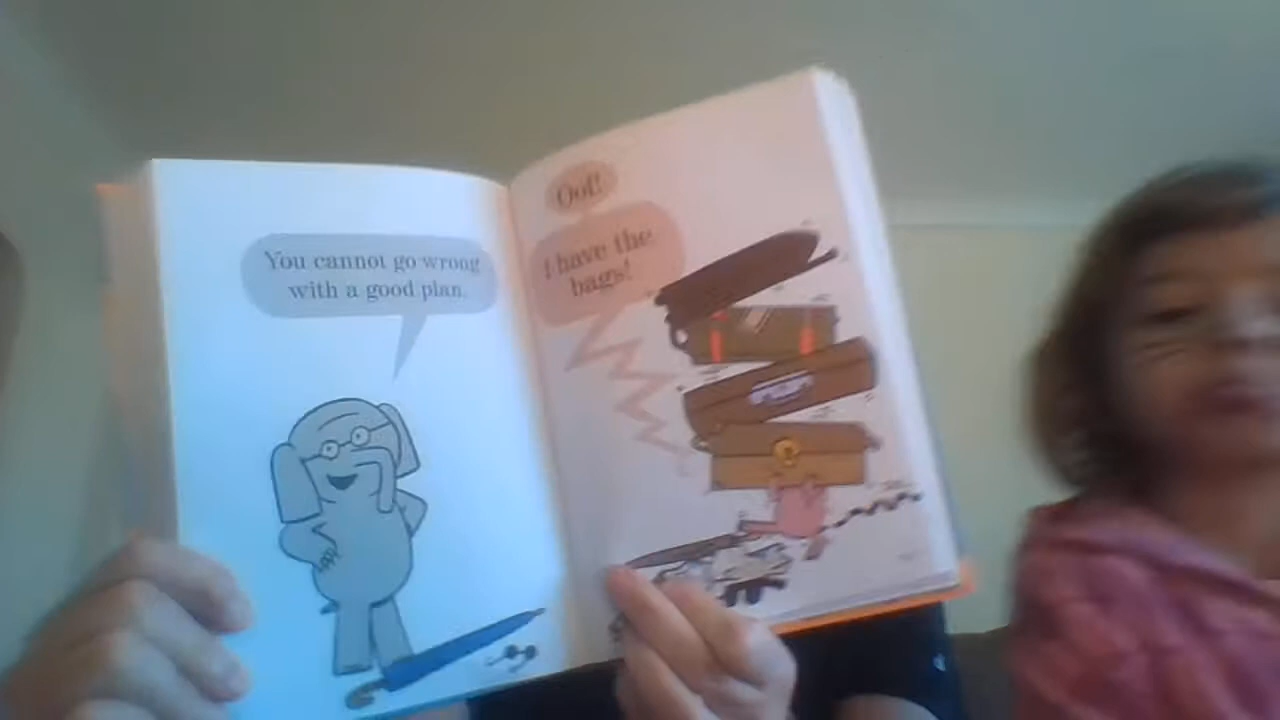 You cannot go wrong
with a good plan.
Oof!
I have the
bags!